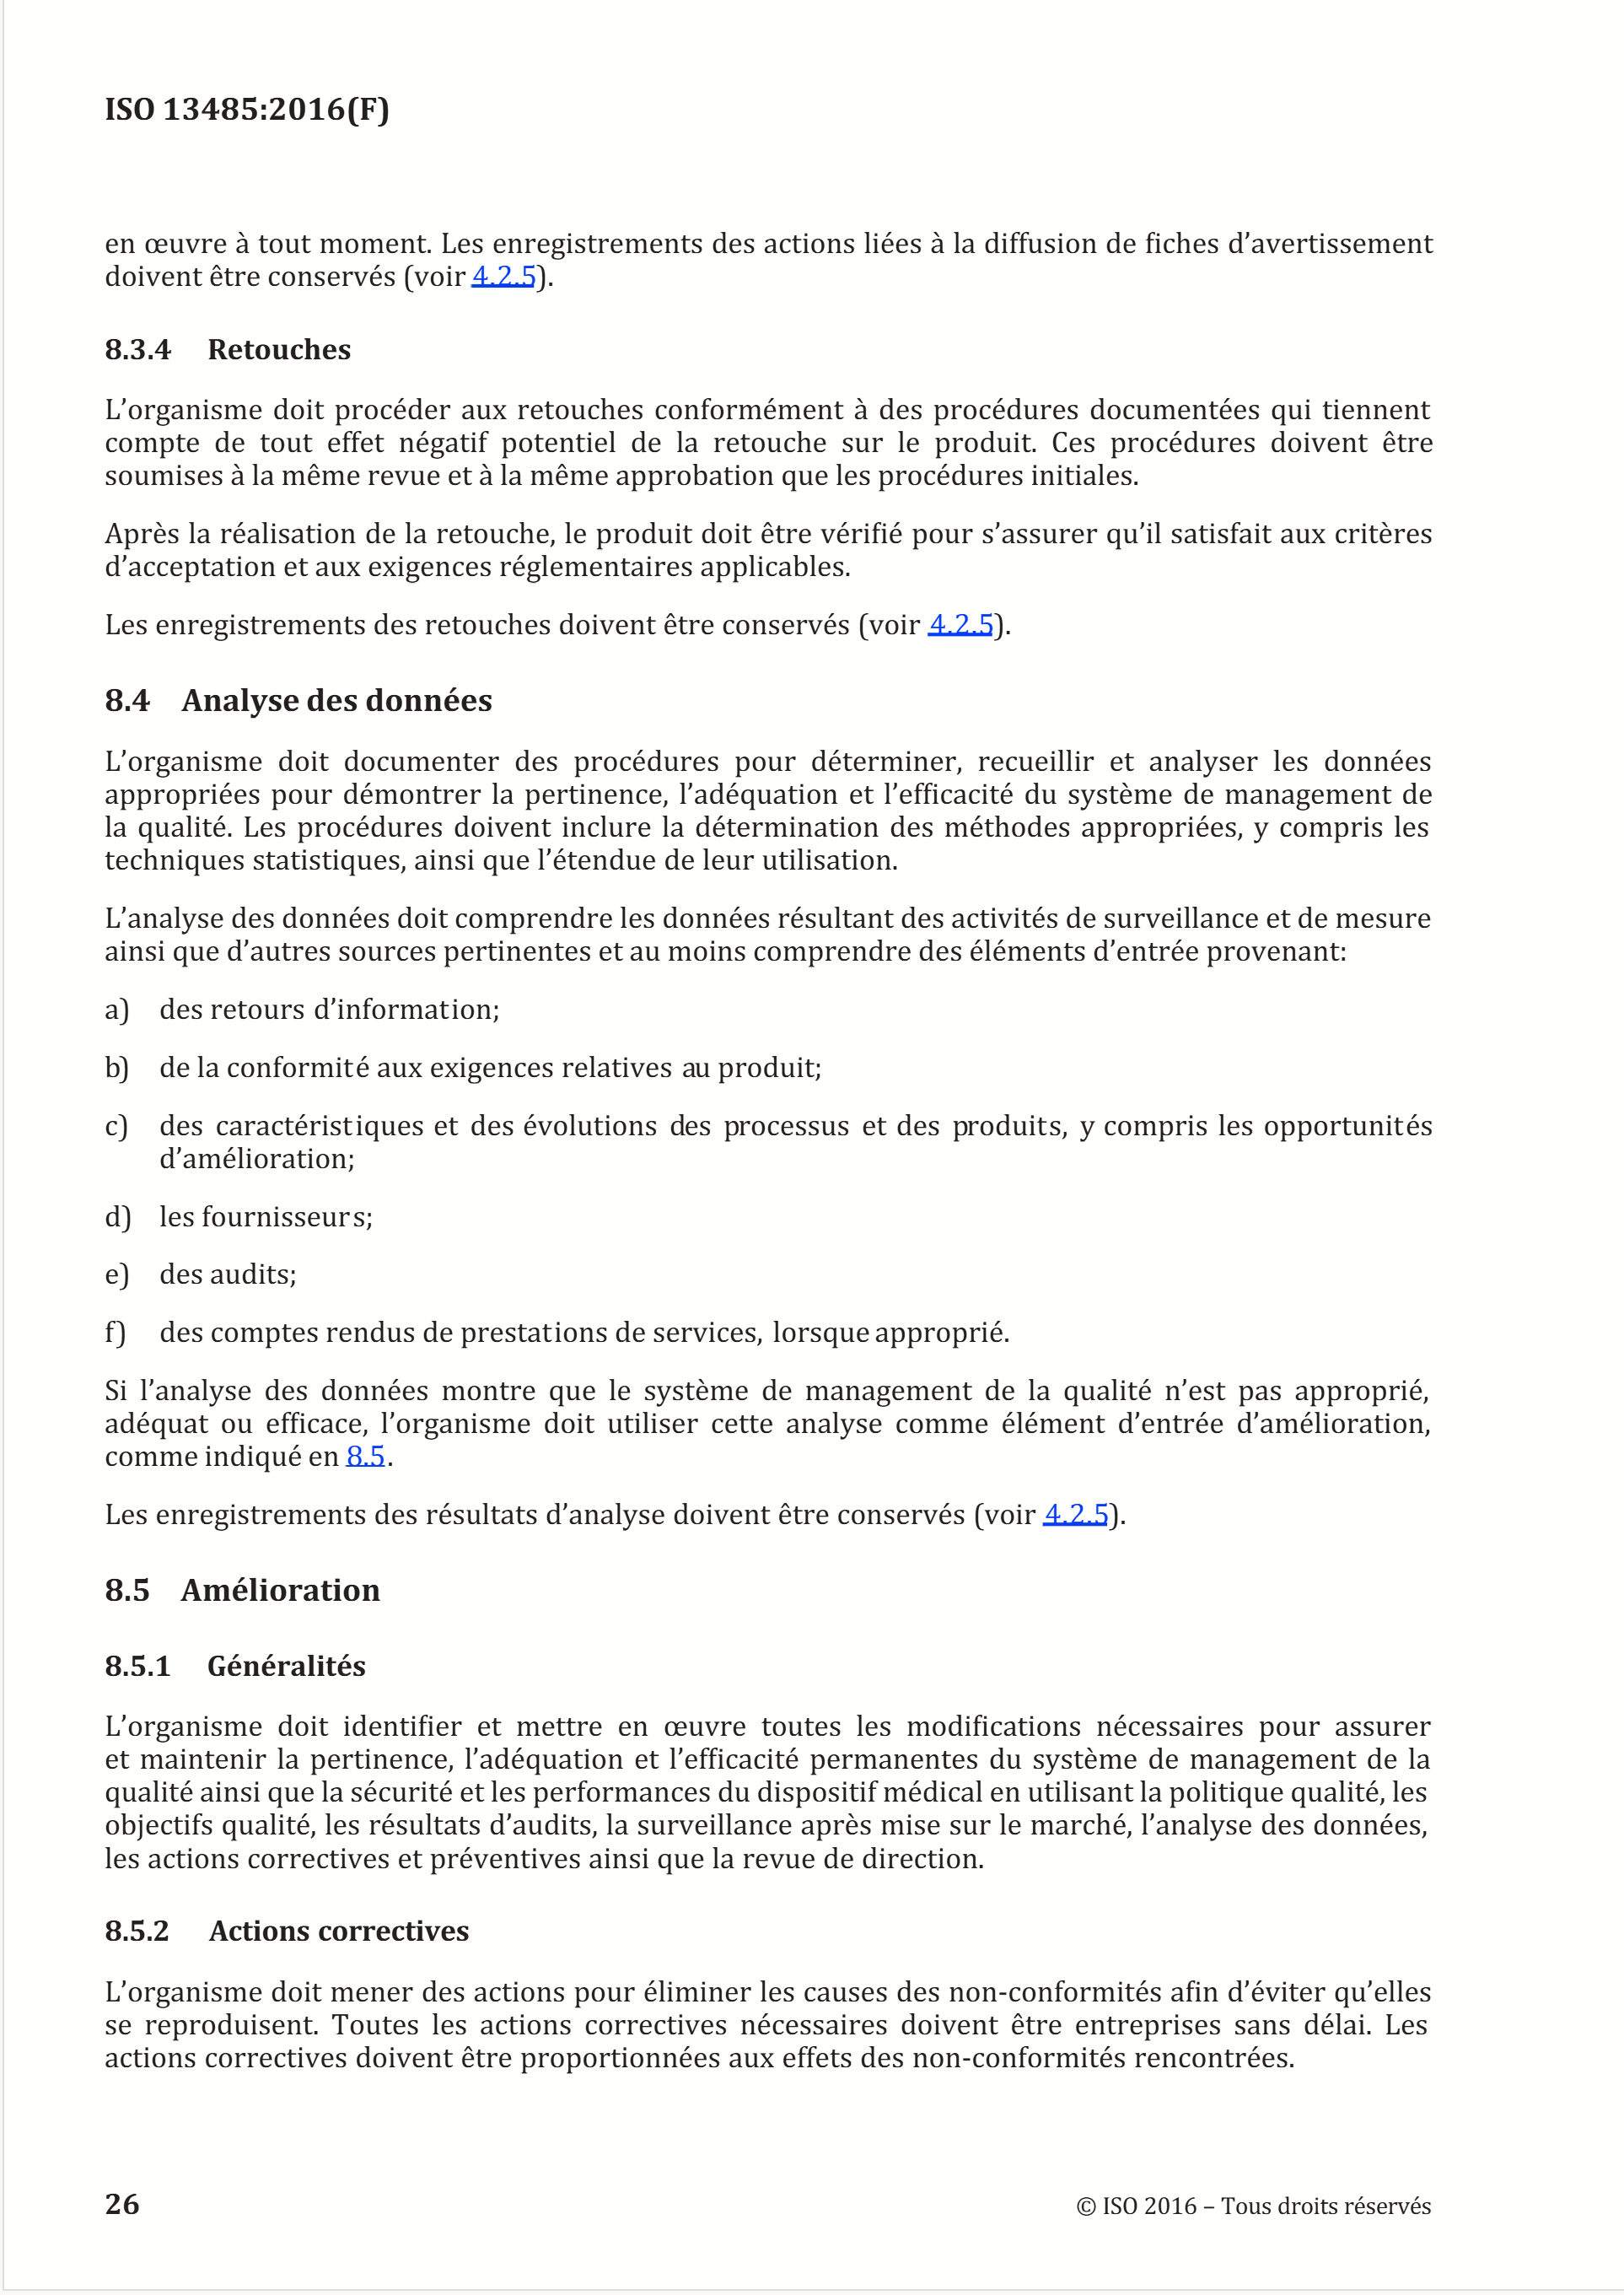 ISO 13485:2016(F)
en œuvre à tout moment. Les enregistrements des actions liées à la diffusion de fiches d’avertissement
doivent être conservés (voir 4.2.5).
8.3.4 Retouches
L’organisme doit procéder aux retouches conformément à des procédures documentées qui tiennent
compte de tout effet négatif potentiel de la retouche sur le produit. Ces procédures doivent être
soumises à la même revue et à la même approbation que les procédures initiales.
Après la réalisation de la retouche, le produit doit être vérifié pour s’assurer qu’il satisfait aux critères
d’acceptation et aux exigences réglementaires applicables.
Les enregistrements des retouches doivent être conservés (voir 4.2.5).
8.4 Analyse des données
L’organisme doit documenter des procédures pour déterminer, recueillir et analyser les données
appropriées pour démontrer la pertinence, l’adéquation et l’efficacité du système de management de
la qualité. Les procédures doivent inclure la détermination des méthodes appropriées, y compris les
techniques statistiques, ainsi que l’étendue de leur utilisation.
L’analyse des données doit comprendre les données résultant des activités de surveillance et de mesure
ainsi que d’autres sources pertinentes et au moins comprendre des éléments d’entrée provenant:
a) des retours d’information;
b) de la conformité aux exigences relatives au produit;
c) des caractéristiques et des évolutions des processus et des produits, y compris les opportunités
d’amélioration;
d) les fournisseurs;
e) des audits;
f) des comptes rendus de prestations de services, lorsque approprié.
Si l’analyse des données montre que le système de management de la qualité n’est pas approprié,
adéquat ou efficace, l’organisme doit utiliser cette analyse comme élément d’entrée d’amélioration,
comme indiqué en 8.5.
Les enregistrements des résultats d’analyse doivent être conservés (voir 4.2.5).
8.5 Amélioration
8.5.1 Généralités
L’organisme doit identifier et mettre en œuvre toutes les modifications nécessaires pour assurer
et maintenir la pertinence, l’adéquation et l’efficacité permanentes du système de management de la
qualité ainsi que la sécurité et les performances du dispositif médical en utilisant la politique qualité, les
objectifs qualité, les résultats d’audits, la surveillance après mise sur le marché, l’analyse des données,
les actions correctives et préventives ainsi que la revue de direction.
8.5.2 Actions correctives
L’organisme doit mener des actions pour éliminer les causes des non-conformités afin d’éviter qu’elles
se reproduisent. Toutes les actions correctives nécessaires doivent être entreprises sans délai. Les
actions correctives doivent être proportionnées aux effets des non-conformités rencontrées.
26 © ISO 2016 – Tous droits réservés